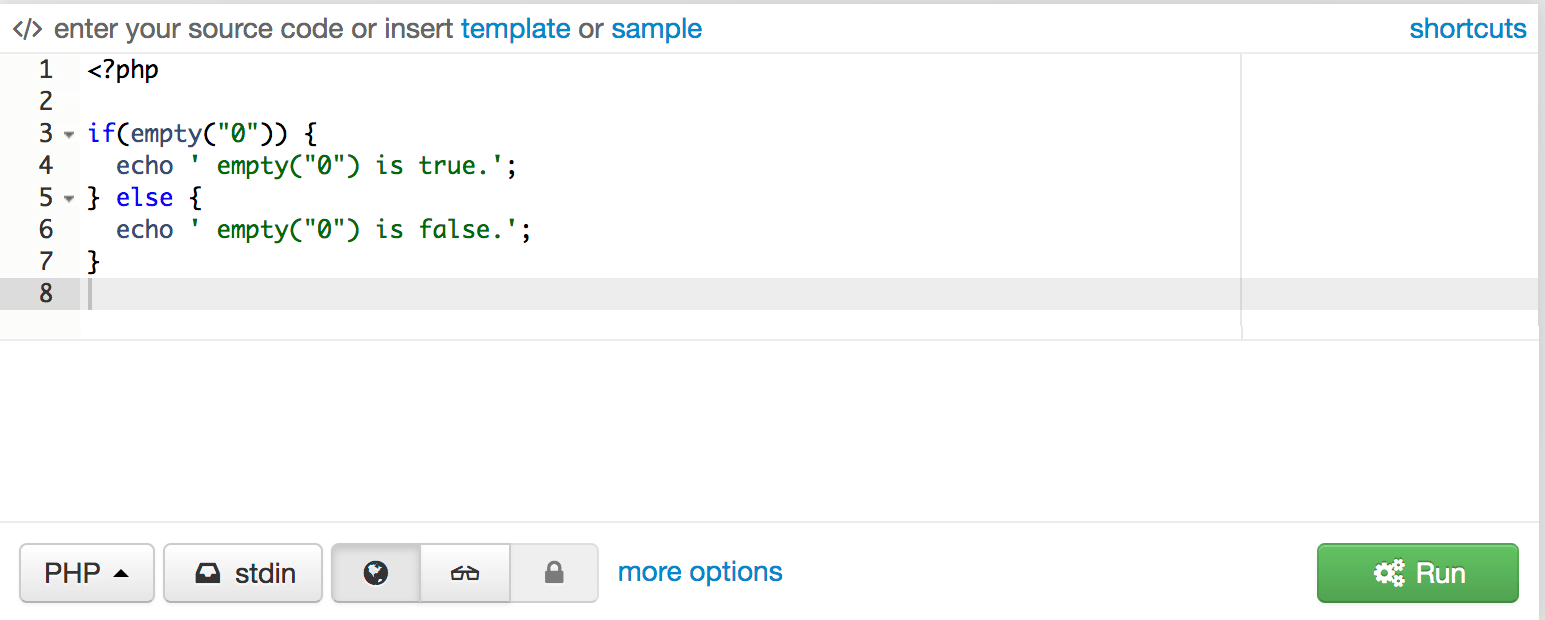 </> enter your source code or insert template or sample shortcuts
1 <?php
2
3 if(empty("0")) {
4   echo ' empty("0") is true.';
5 } else {
6   echo ' empty("0") is false.';
7 }
8
PHP stdin more options Run